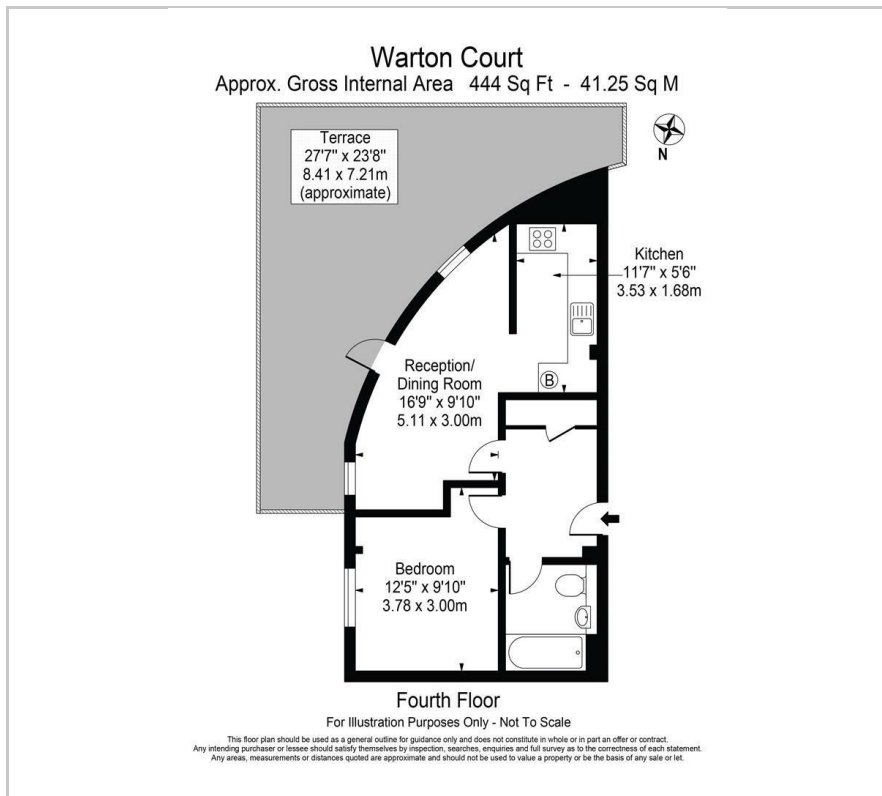 Warton Court
Approx. Gross Internal Area 444 Sq Ft - 41.25 Sq M
Terrace
27'7" x 23'8"
8.41 x 7.21m
(approximate)
N
Kitchen
11'7" x 5'6"
3.53 x 1.68m
Reception/
Dining Room
16'9" x 9'10"
5.11 x 3.00m
B
Bedroom
12'5" x 9'10"
3.78 x 3.00m
Fourth Floor
For Illustration Purposes Only - Not To Scale
This floor plan should be used as a general outline for guidance only and does not constitute in whole or in part an offer or contract.
Any intending purchaser or lessee should satisfy themselves by inspection, searches, enquiries and full survey as to the correctness of each statement.
Any areas, measurements or distances quoted are approximate and should not be used to value a property or be the basis of any sale or let.